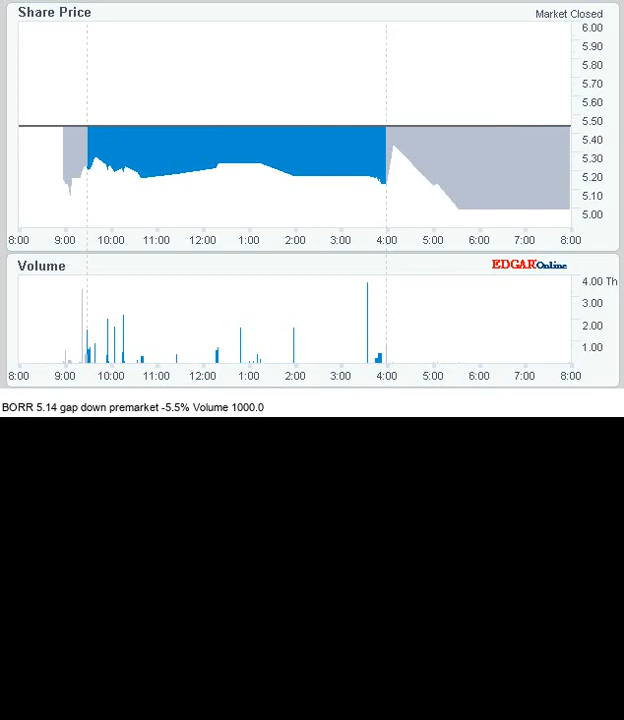 Share Price
Market Closed
6.00
5.90
5.80
5.70
5.60
5.50
5.40
5.30
5.20
5.10
5.00
8:00 9:00 10:00 11:00 12:00 1:00 2:00 3:00 4:00 5:00 6:00 7:00 8:00
Volume
EDGAR Online
4.00 Th
3.00
2.00
1.00
8:00 9:00 10:00 11:00 12:00 1:00 2:00 3:00 4:00 5:00 6:00 7:00 8:00
BORR 5.14 gap down premarket -5.5% Volume 1000.0